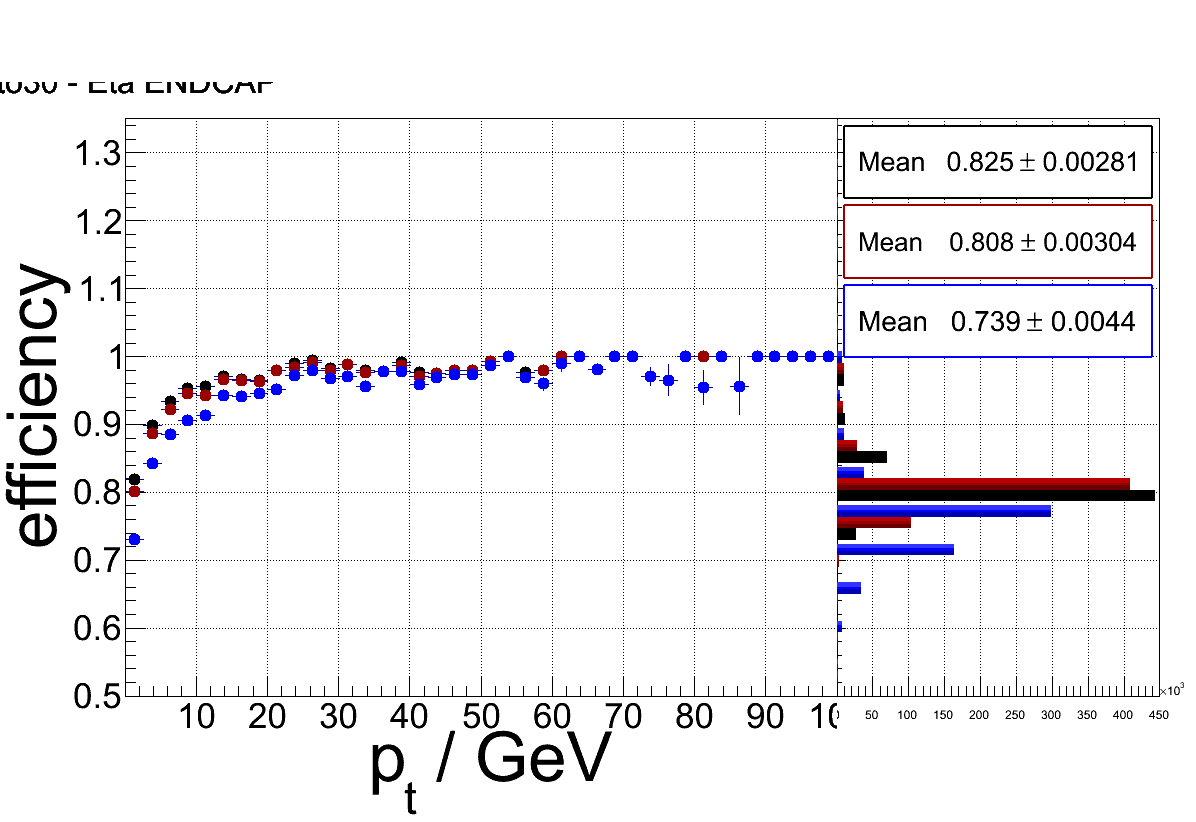 - Eta ENDCAP
1.3
1.2
1.1
1
0.9
0.8
0.7
0.6
0.5
efficiency
10 20 30 40 50 60 70 80 90
p_t / GeV
Mean 0.825 ± 0.00281
Mean 0.808 ± 0.00304
Mean 0.739 ± 0.0044
50 100 150 200 250 300 350 400 450
×10³